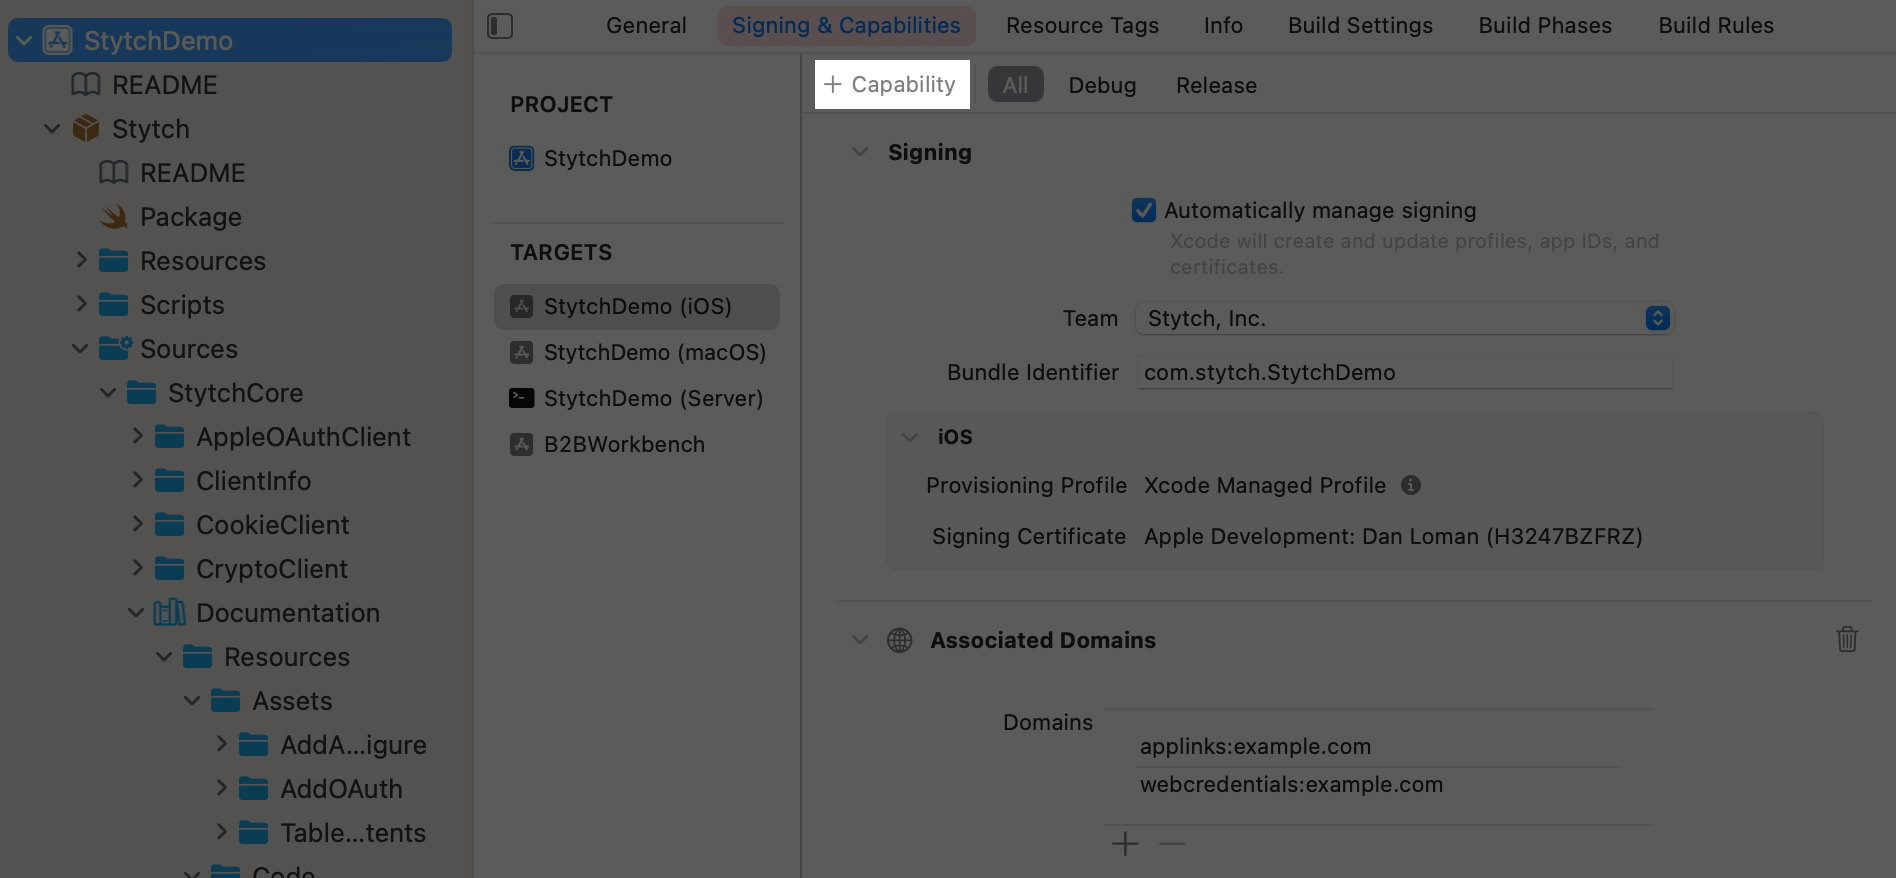 StytchDemo
README
Stytch
README
Package
Resources
Scripts
Sources
StytchCore
AppleOAuthClient
ClientInfo
CookieClient
CryptoClient
Documentation
Resources
Assets
AddA...igure
AddOAuth
Table...tents
Code
General Signing & Capabilities Resource Tags Info Build Settings Build Phases Build Rules
PROJECT
StytchDemo
TARGETS
StytchDemo (iOS)
StytchDemo (macOS)
StytchDemo (Server)
B2BWorkbench
+ Capability All Debug Release
Signing
Automatically manage signing
Xcode will create and update profiles, app IDs, and
certificates.
Team Stytch, Inc.
Bundle Identifier com.stytch.StytchDemo
iOS
Provisioning Profile Xcode Managed Profile
Signing Certificate Apple Development: Dan Loman (H3247BZFRZ)
Associated Domains
Domains
applinks:example.com
webcredentials:example.com